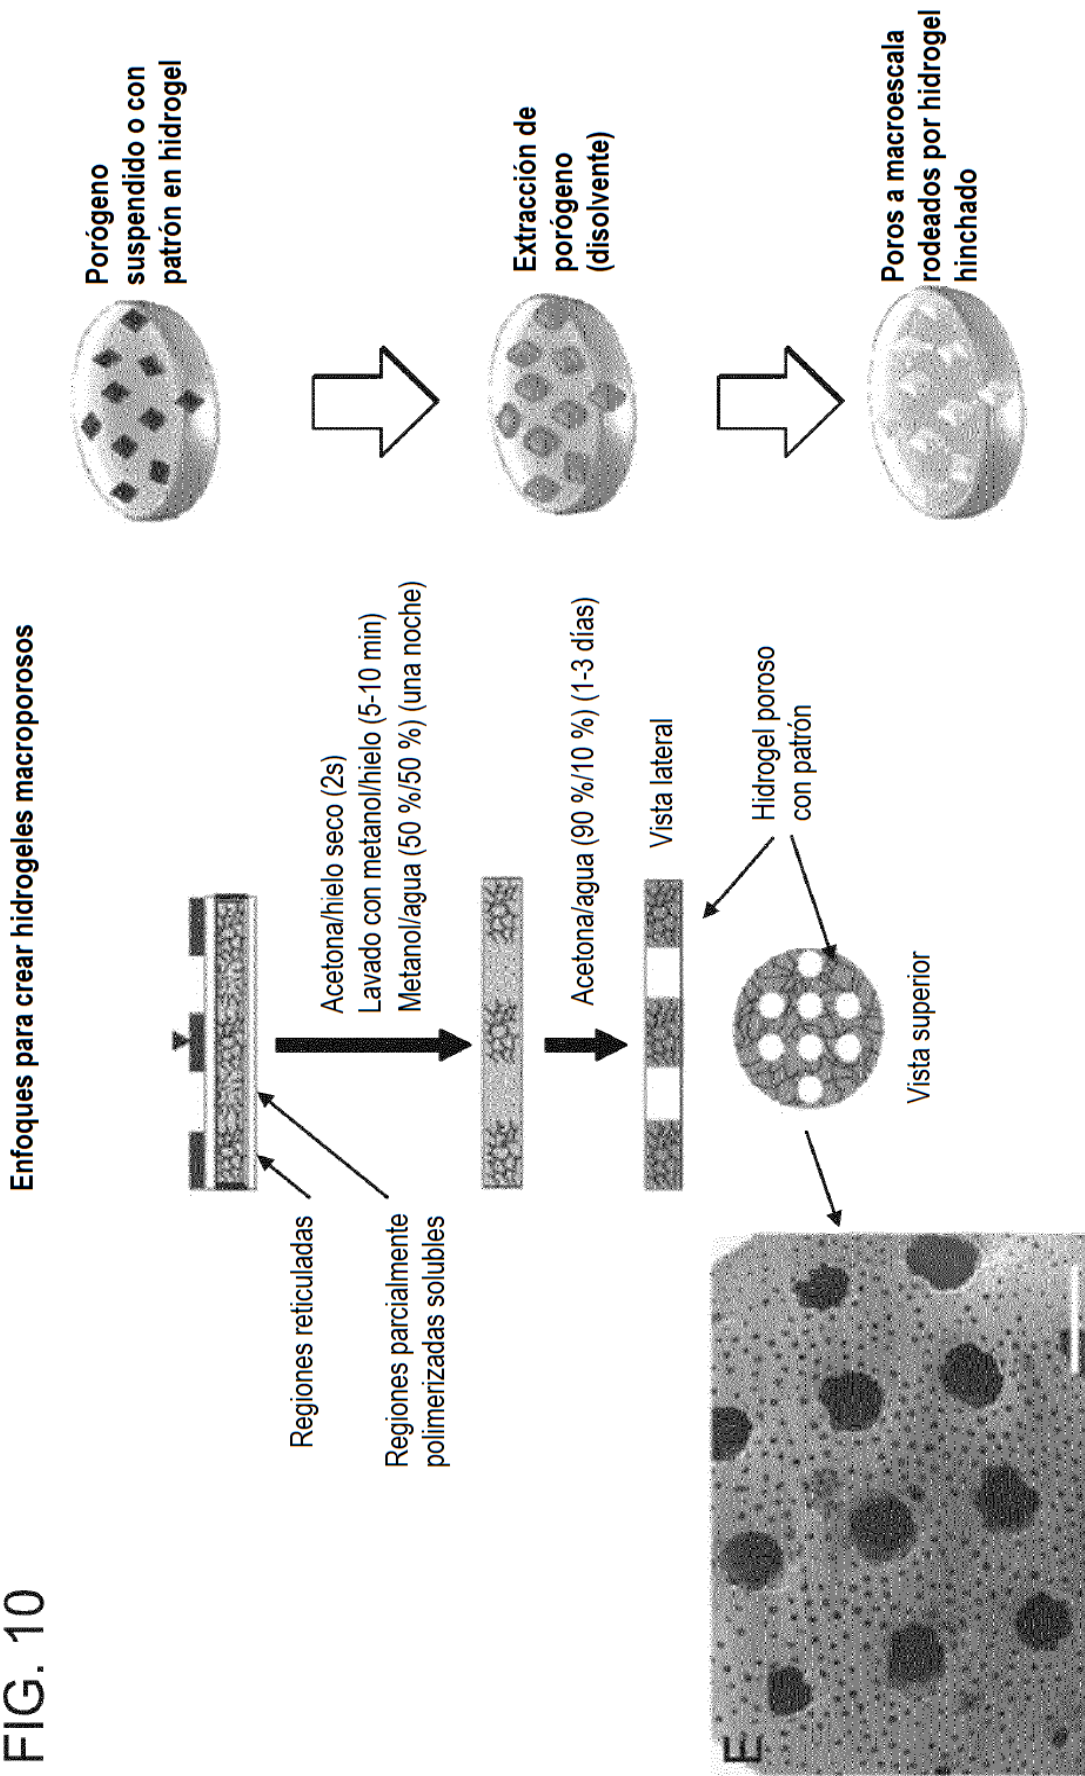 FIG. 10
Enfoques para crear hidrogeles macroporosos
Regiones reticuladas
Regiones parcialmente
polimerizadas solubles
Acetona/hielo seco (2s)
Lavado con metanol/hielo (5-10 min)
Metanol/agua (50 %/50 %) (una noche)
Acetona/agua (90 %/10 %) (1-3 días)
Vista lateral
Hidrogel poroso
con patrón
Vista superior
E
Porógeno
suspendido o con
patrón en hidrogel
Extracción de
porógeno
(disolvente)
Poros a macroescala
rodeados por hidrogel
hinchado